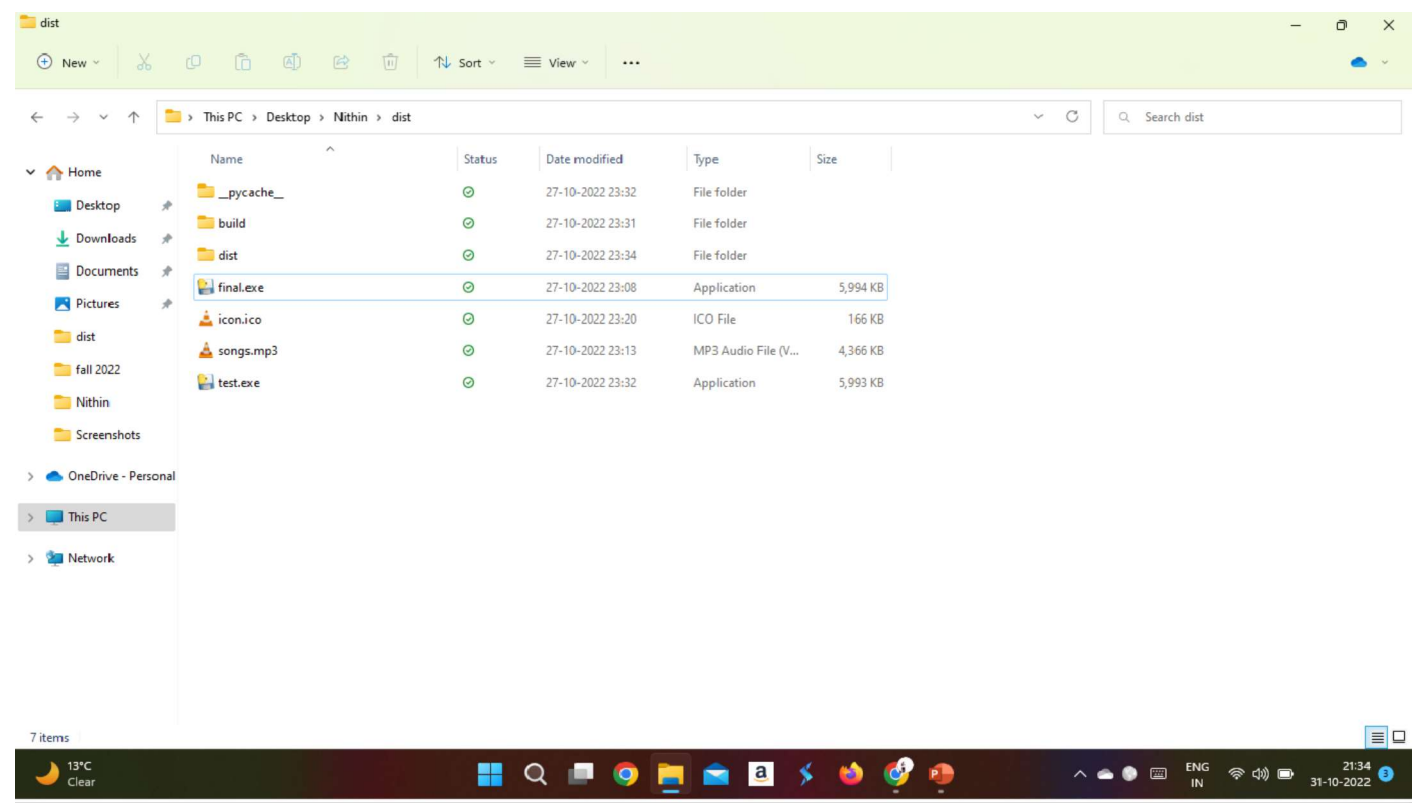 dist
New Sort View
This PC > Desktop > Nithin > dist Search dist
Name Status Date modified Type Size
Home
Desktop
Downloads
Documents
Pictures
dist
fall 2022
Nithin
Screenshots
OneDrive - Personal
This PC
Network
__pycache__ 27-10-2022 23:32 File folder
build 27-10-2022 23:31 File folder
dist 27-10-2022 23:34 File folder
final.exe 27-10-2022 23:08 Application 5,994 KB
icon.ico 27-10-2022 23:20 ICO File 166 KB
songs.mp3 27-10-2022 23:13 MP3 Audio File (V... 4,366 KB
test.exe 27-10-2022 23:32 Application 5,993 KB
7 items
13°C
Clear
a
P
ENG
IN
21:34
31-10-2022
3